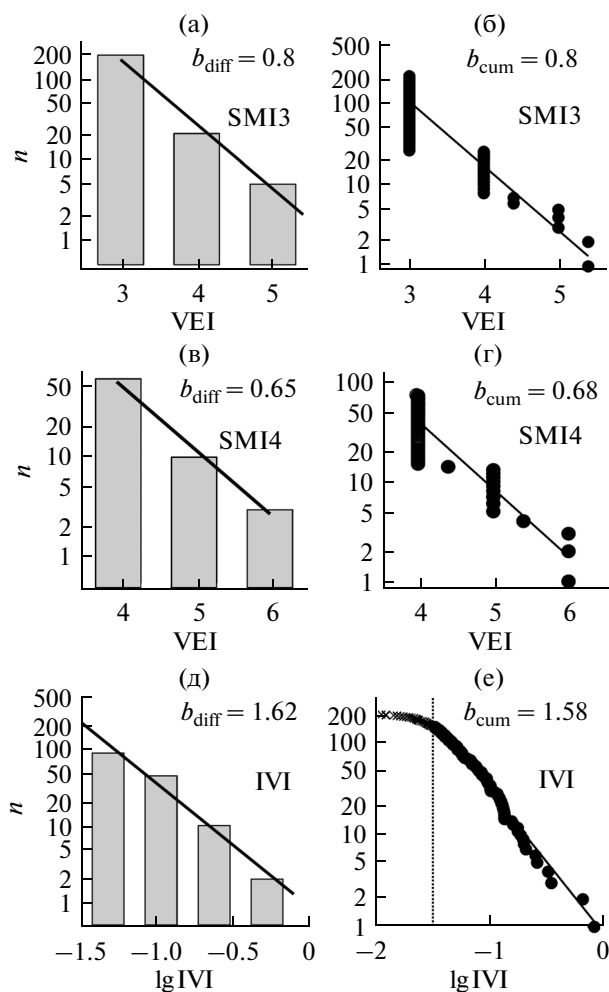 (а)
500
200
100
50
20
10
5
2
1
n
b_diff = 0.8
SMI3
3 4 5
VEI
(б)
500
200
100
50
20
10
5
2
1
b_cum = 0.8
SMI3
3 4 5
VEI
(в)
50
20
10
5
2
1
n
b_diff = 0.65
SMI4
4 5 6
VEI
(г)
100
50
20
10
5
2
1
b_cum = 0.68
SMI4
4 5 6
VEI
(д)
500
200
100
50
20
10
5
2
1
n
b_diff = 1.62
IVI
−1.5 −1.0 −0.5 0
lg IVI
(е)
200
100
50
20
10
5
2
1
b_cum = 1.58
IVI
−2 −1 0
lg IVI